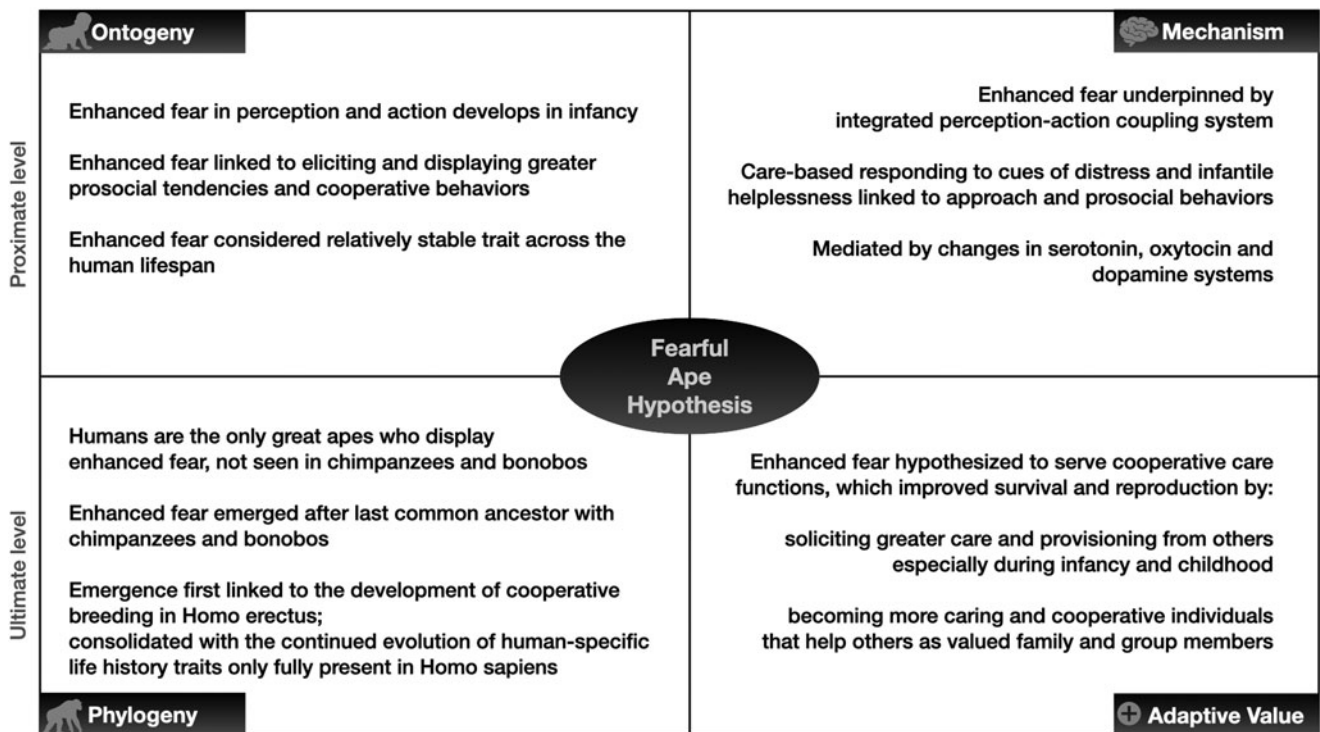 Ontogeny
Enhanced fear in perception and action develops in infancy
Enhanced fear linked to eliciting and displaying greater
prosocial tendencies and cooperative behaviors
Enhanced fear considered relatively stable trait across the
human lifespan
Mechanism
Enhanced fear underpinned by
integrated perception-action coupling system
Care-based responding to cues of distress and infantile
helplessness linked to approach and prosocial behaviors
Mediated by changes in serotonin, oxytocin and
dopamine systems
Proximate level
Fearful
Ape
Hypothesis
Ultimate level
Humans are the only great apes who display
enhanced fear, not seen in chimpanzees and bonobos
Enhanced fear emerged after last common ancestor with
chimpanzees and bonobos
Emergence first linked to the development of cooperative
breeding in Homo erectus;
consolidated with the continued evolution of human-specific
life history traits only fully present in Homo sapiens
Phylogeny
Enhanced fear hypothesized to serve cooperative care
functions, which improved survival and reproduction by:
soliciting greater care and provisioning from others
especially during infancy and childhood
becoming more caring and cooperative individuals
that help others as valued family and group members
Adaptive Value